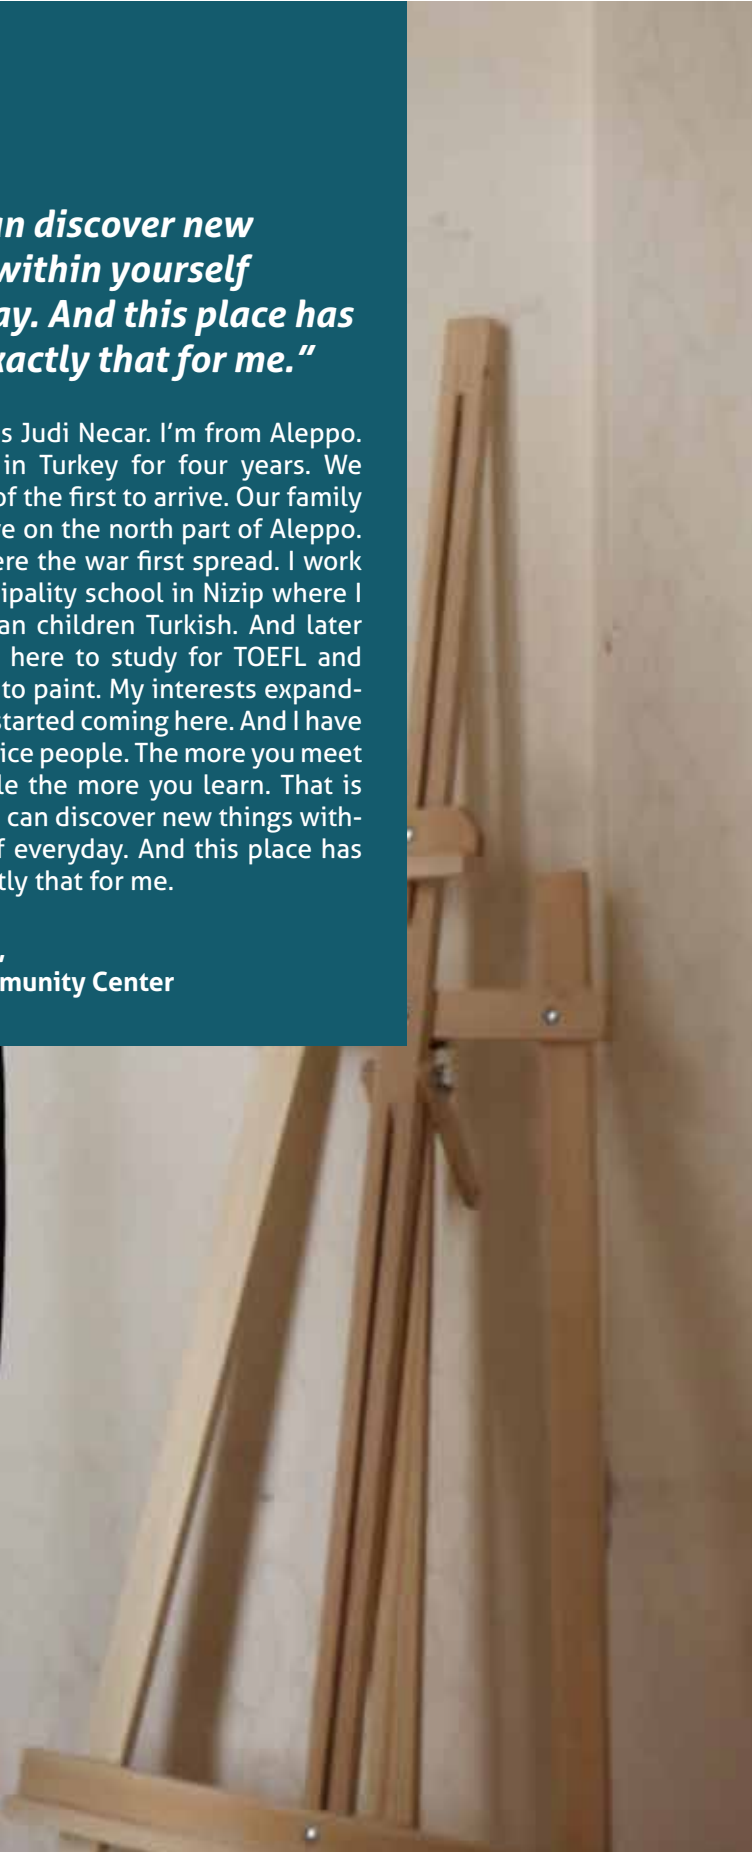 an discover new
within yourself
ay. And this place has
xactly that for me.”
s Judi Necar. I’m from Aleppo.
in Turkey for four years. We
of the first to arrive. Our family
e on the north part of Aleppo.
ere the war first spread. I work
ipality school in Nizip where I
an children Turkish. And later
here to study for TOEFL and
to paint. My interests expand-
started coming here. And I have
ice people. The more you meet
le the more you learn. That is
can discover new things with-
f everyday. And this place has
tly that for me.
,
munity Center